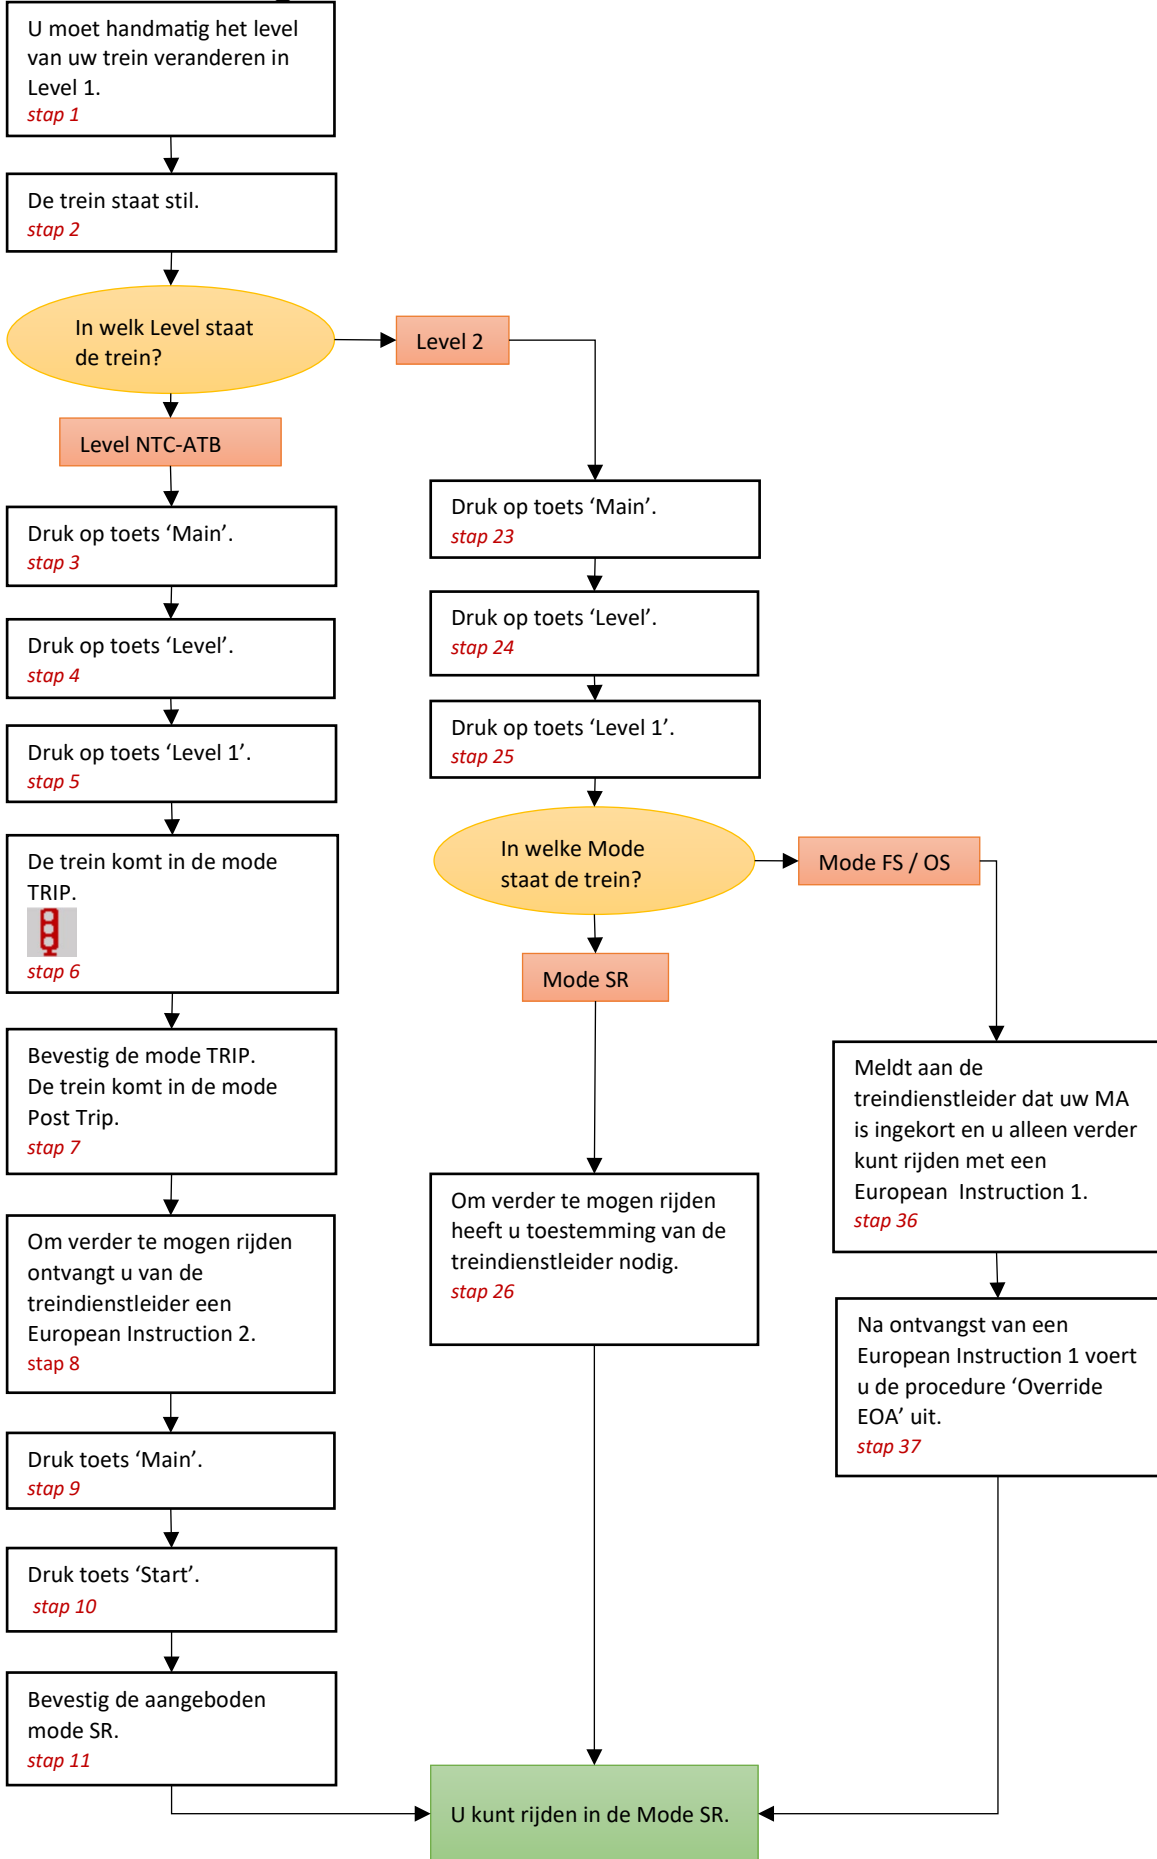 U moet handmatig het level
van uw trein veranderen in
Level 1.
stap 1
De trein staat stil.
stap 2
In welk Level staat
de trein?
Level 2
Level NTC-ATB
Druk op toets ‘Main’.
stap 3
Druk op toets ‘Level’.
stap 4
Druk op toets ‘Level 1’.
stap 5
De trein komt in de mode
TRIP.
stap 6
Bevestig de mode TRIP.
De trein komt in de mode
Post Trip.
stap 7
Om verder te mogen rijden
ontvangt u van de
treindienstleider een
European Instruction 2.
stap 8
Druk toets ‘Main’.
stap 9
Druk toets ‘Start’.
stap 10
Bevestig de aangeboden
mode SR.
stap 11
Druk op toets ‘Main’.
stap 23
Druk op toets ‘Level’.
stap 24
Druk op toets ‘Level 1’.
stap 25
In welke Mode
staat de trein?
Mode FS / OS
Mode SR
Om verder te mogen rijden
heeft u toestemming van de
treindienstleider nodig.
stap 26
Meldt aan de
treindienstleider dat uw MA
is ingekort en u alleen verder
kunt rijden met een
European  Instruction 1.
stap 36
Na ontvangst van een
European Instruction 1 voert
u de procedure ‘Override
EOA’ uit.
stap 37
U kunt rijden in de Mode SR.